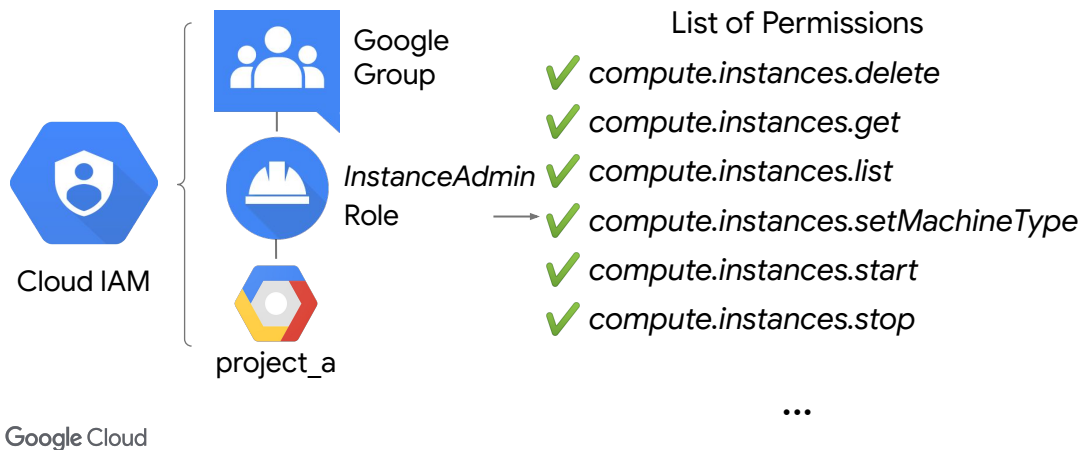 Google
Group
InstanceAdmin
Role
Cloud IAM
project_a
List of Permissions
compute.instances.delete
compute.instances.get
compute.instances.list
compute.instances.setMachineType
compute.instances.start
compute.instances.stop
...
Google Cloud